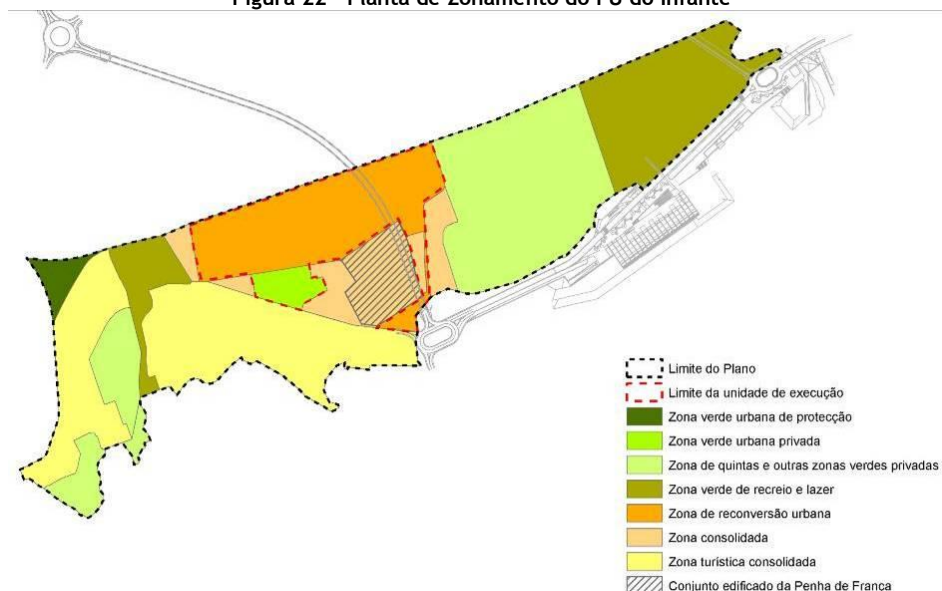 Figura 22 - Planta de Zonamento do PU do Infante
Limite do Plano
Limite da unidade de execução
Zona verde urbana de protecção
Zona verde urbana privada
Zona de quintas e outras zonas verdes privadas
Zona verde de recreio e lazer
Zona de reconversão urbana
Zona consolidada
Zona turística consolidada
Conjunto edificado da Penha de França